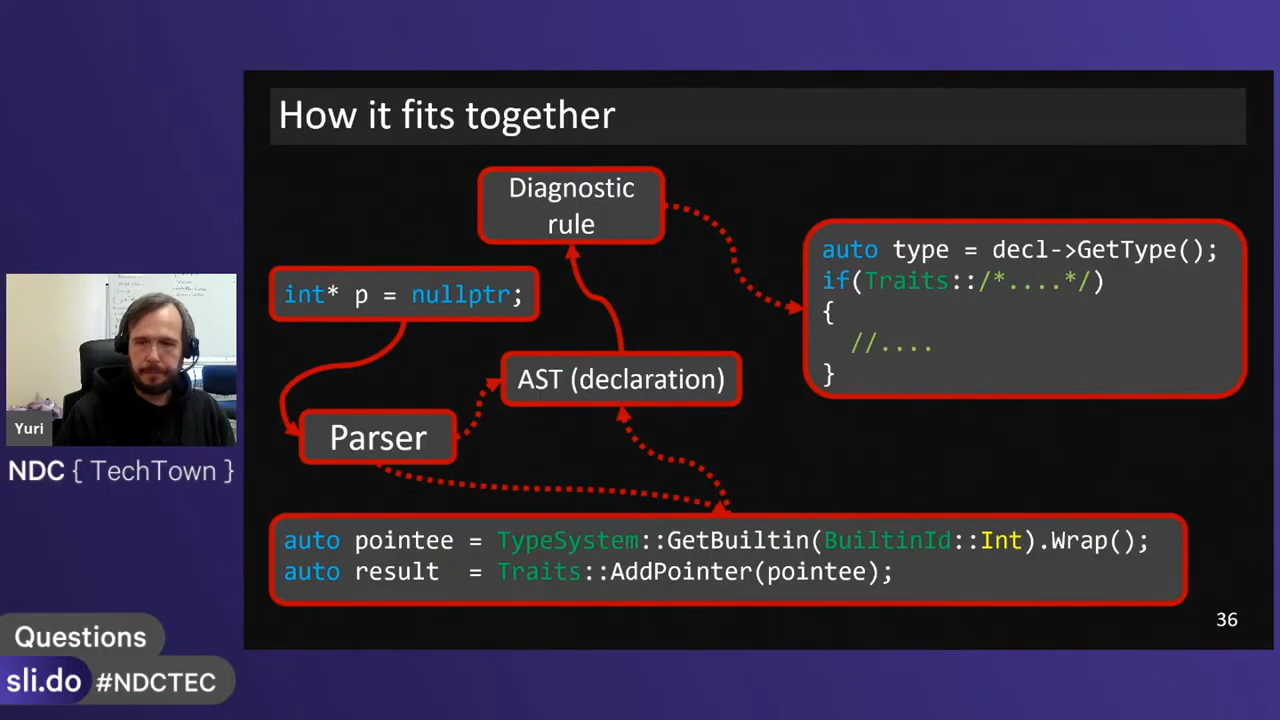 How it fits together
Diagnostic
rule
int* p = nullptr;
auto type = decl->GetType();
if(Traits::/*....*/)
{
//....
}
AST (declaration)
Parser
Yuri
NDC { TechTown }
auto pointee = TypeSystem::GetBuiltin(BuiltinId::Int).Wrap();
auto result = Traits::AddPointer(pointee);
36
Questions
sli.do #NDCTEC